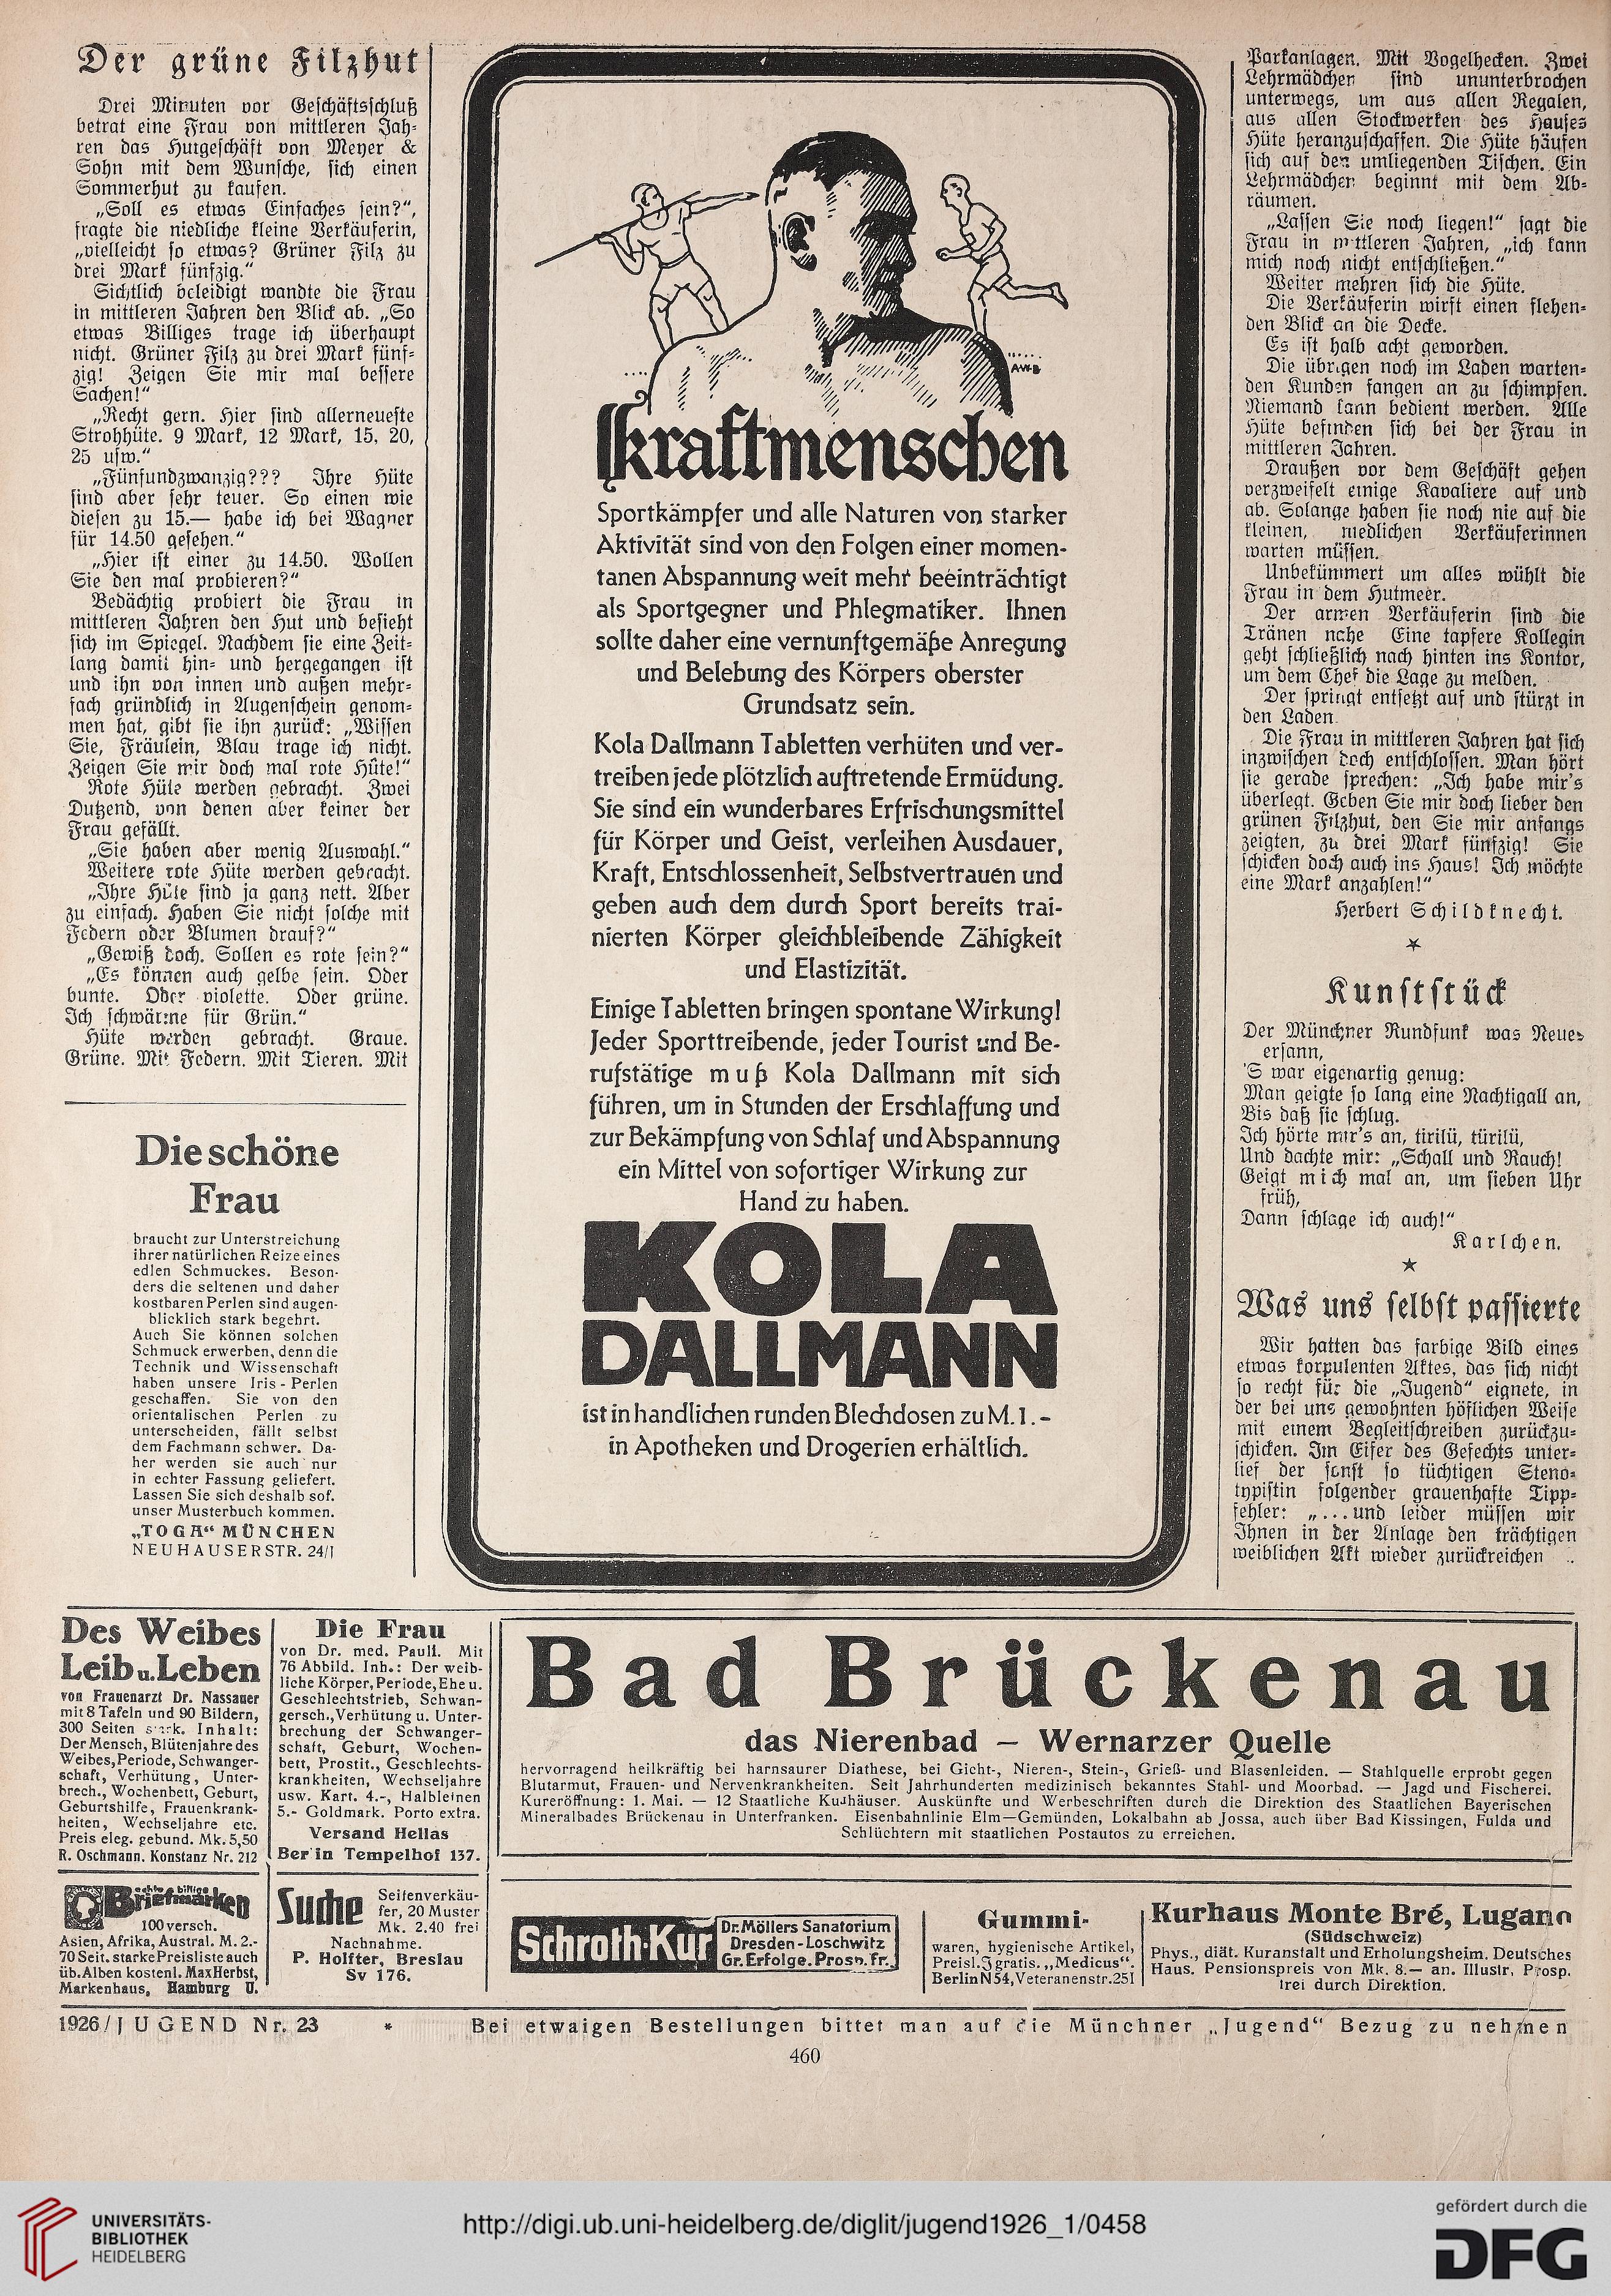 Der grüne Filzhut
Drei Minuten vor Geschäftsschluß
betrat eine Frau von mittleren Jah-
ren das Hutgeschäft von Meyer &
Sohn mit dem Wunsche, sich einen
Sommerhut zu kaufen.
„Soll es etwas Einfaches sein?“,
fragte die niedliche kleine Verkäuferin,
„vielleicht so etwas? Grüner Filz zu
drei Mark fünfzig.“
Sichtlich beleidigt wandte die Frau
in mittleren Jahren den Blick ab. „So
etwas Billiges trage ich überhaupt
nicht. Grüner Filz zu drei Mark fünf-
zig! Zeigen Sie mir mal bessere
Sachen!“
„Recht gern. Hier sind allerneueste
Strohhüte. 9 Mark, 12 Mark, 15, 20,
25 usw.“
„Fünfundzwanzig??? Ihre Hüte
sind aber sehr teuer. So einen wie
diesen zu 15.— habe ich bei Wagner
für 14.50 gesehen.“
„Hier ist einer zu 14.50. Wollen
Sie den mal probieren?“
Bedächtig probiert die Frau in
mittleren Jahren den Hut und besieht
sich im Spiegel. Nachdem sie eine Zeit-
lang damit hin- und hergegangen ist
und ihn von innen und außen mehr-
fach gründlich in Augenschein genom-
men hat, gibt sie ihn zurück: „Wissen
Sie, Fräulein, Blau trage ich nicht.
Zeigen Sie mir doch mal rote Hüte!“
Rote Hüte werden gebracht. Zwei
Dutzend, von denen aber keiner der
Frau gefällt.
„Sie haben aber wenig Auswahl.“
Weitere rote Hüte werden gebracht.
„Ihre Hüte sind ja ganz nett. Aber
zu einfach. Haben Sie nicht solche mit
Federn oder Blumen drauf?“
„Gewiß doch. Sollen es rote sein?“
„Es können auch gelbe sein. Oder
bunte. Oder violette. Oder grüne.
Ich schwärme für Grün.“
Hüte werden gebracht. Graue.
Grüne. Mit Federn. Mit Tieren. Mit
Parkanlagen. Mit Vogelhecken. Zwei
Lehrmädchen sind ununterbrochen
unterwegs, um aus allen Regalen,
aus allen Stockwerken des Hauses
Hüte heranzuschaffen. Die Hüte häufen
sich auf den umliegenden Tischen. Ein
Lehrmädchen beginnt mit dem Ab-
räumen.
„Lassen Sie noch liegen!“ sagt die
Frau in mittleren Jahren, „ich kann
mich noch nicht entschließen.“
Weiter mehren sich die Hüte.
Die Verkäuferin wirft einen flehen-
den Blick an die Decke.
Es ist halb acht geworden.
Die übrigen noch im Laden warten-
den Kunden fangen an zu schimpfen.
Niemand kann bedient werden. Alle
Hüte befinden sich bei der Frau in
mittleren Jahren.
Draußen vor dem Geschäft gehen
verzweifelt einige Kavaliere auf und
ab. Solange haben sie noch nie auf die
kleinen, niedlichen Verkäuferinnen
warten müssen.
Unbekümmert um alles wühlt die
Frau in dem Hutmeer.
Der armen Verkäuferin sind die
Tränen nahe Eine tapfere Kollegin
geht schließlich nach hinten ins Kontor,
um dem Chef die Lage zu melden.
Der springt entsetzt auf und stürzt in
den Laden
Die Frau in mittleren Jahren hat sich
inzwischen doch entschlossen. Man hört
sie gerade sprechen: „Ich habe mir's
überlegt. Geben Sie mir doch lieber den
grünen Filzhut, den Sie mir anfangs
zeigten, zu drei Mark fünfzig! Sie
schicken doch auch ins Haus! Ich möchte
eine Mark anzahlen!“
Herbert Schildknecht.
*
Kunststück
Der Münchner Rundfunk was Neues
ersann,
'S war eigenartig genug:
Man geigte so lang eine Nachtigall an,
Bis daß sie schlug.
Ich hörte mir's an, tirilü, türilü,
Und dachte mir: „Schall und Rauch!
Geigt mich mal an, um sieben Uhr
früh,
Dann schlage ich auch!“
Karlchen.
*
Was uns selbst passierte
Wir hatten das farbige Bild eines
etwas korpulenten Aktes, das sich nicht
so recht für die „Jugend“ eignete, in
der bei uns gewohnten höflichen Weise
mit einem Begleitschreiben zurückzu-
schicken. Im Eifer des Gefechts unter-
lief der sonst so tüchtigen Steno-
typistin folgender grauenhafte Tipp-
fehler: „...und leider müssen wir
Ihnen in der Anlage den trächtigen
weiblichen Akt wieder zurückreichen ..
AWB
Kraftmenschen
Sportkämpfer und alle Naturen von starker
Aktivität sind von den Folgen einer momen-
tanen Abspannung weit mehr beeinträchtigt
als Sportgegner und Phlegmatiker. Ihnen
sollte daher eine vernunftgemäße Anregung
und Belebung des Körpers oberster
Grundsatz sein.
Kola Dallmann Tabletten verhüten und ver-
treiben jede plötzlich auftretende Ermüdung.
Sie sind ein wunderbares Erfrischungsmittel
für Körper und Geist, verleihen Ausdauer,
Kraft, Entschlossenheit, Selbstvertrauen und
geben auch dem durch Sport bereits trai-
nierten Körper gleichbleibende Zähigkeit
und Elastizität.
Einige Tabletten bringen spontane Wirkung!
Jeder Sporttreibende, jeder Tourist und Be-
rufstätige muß Kola Dallmann mit sich
führen, um in Stunden der Erschlaffung und
zur Bekämpfung von Schlaf und Abspannung
ein Mittel von sofortiger Wirkung zur
Hand zu haben.
KOLA
DALLMANN
ist in handlichen runden Blechdosen zu M.1.-
in Apotheken und Drogerien erhältlich.
Die schöne
Frau
braucht zur Unterstreichung
ihrer natürlichen Reize eines
edlen Schmuckes. Beson-
ders die seltenen und daher
kostbaren Perlen sind augen-
blicklich stark begehrt.
Auch Sie können solchen
Schmuck erwerben, denn die
Technik und Wissenschaft
haben unsere Iris-Perlen
geschaffen. Sie von den
orientalischen Perlen zu
unterscheiden, fällt selbst
dem Fachmann schwer. Da-
her werden sie auch nur
in echter Fassung geliefert.
Lassen Sie sich deshalb sof.
unser Musterbuch kommen.
„TOGA“ MÜNCHEN
NEUHAUSERSTR. 24/I
Des Weibes
Leib u. Leben
von Frauenarzt Dr. Nassauer
mit 8 Tafeln und 90 Bildern,
300 Seiten stark. Inhalt:
Der Mensch, Blütenjahre des
Weibes, Periode, Schwanger-
schaft, Verhütung, Unter-
brech., Wochenbett, Geburt,
Geburtshilfe, Frauenkrank-
heiten, Wechseljahre etc.
Preis eleg. gebund. Mk. 5,50
R. Oschmann. Konstanz Nr. 212
Die Frau
von Dr. med. Paull. Mit
76 Abbild. Inh.: Der weib-
liche Körper, Periode, Ehe u.
Geschlechtstrieb, Schwan-
gersch., Verhütung u. Unter-
brechung der Schwanger-
schaft, Geburt, Wochen-
bett, Prostit., Geschlechts-
krankheiten, Wechseljahre
usw. Kart. 4.-, Halbleinen
5.- Goldmark. Porto extra.
Versand Hellas
Berlin Tempelhof 137.
Bad Brückenau
das Nierenbad — Wernarzer Quelle
hervorragend heilkräftig bei harnsaurer Diathese, bei Gicht-, Nieren-, Stein-, Grieß- und Blasenleiden. — Stahlquelle erprobt gegen
Blutarmut, Frauen- und Nervenkrankheiten. Seit Jahrhunderten medizinisch bekanntes Stahl- und Moorbad. — Jagd und Fischerei.
Kureröffnung: 1. Mai. — 12 Staatliche Kurhäuser. Auskünfte und Werbeschriften durch die Direktion des Staatlichen Bayerischen
Mineralbades Brückenau in Unterfranken. Eisenbahnlinie Elm—Gemünden, Lokalbahn ab Jossa, auch über Bad Kissingen, Fulda und
Schlüchtern mit staatlichen Postautos zu erreichen.
echte billige
Briefmarken
100 versch.
Asien, Afrika, Austral. M. 2.-
70 Seit. starke Preisliste auch
üb. Alben kostenl. Max Herbst,
Markenhaus, Hamburg U.
Suche
Seitenverkäu-
fer, 20 Muster
Mk. 2.40 frei
Nachnahme.
P. Holfter, Breslau
Sv 176.
Schroth-Kur
Dr. Möllers Sanatorium
Dresden-Loschwitz
Gr. Erfolge. Prosp. fr.
Gummi-
waren, hygienische Artikel,
Preisl. J gratis. „Medicus“.
Berlin N 54, Veteranenstr. 25I
Kurhaus Monte Bré, Lugano
(Südschweiz)
Phys., diät. Kuranstalt und Erholungsheim. Deutsches
Haus. Pensionspreis von Mk. 8.— an. Illustr. Prosp.
frei durch Direktion.
1926 / JUGEND Nr. 23 * Bei etwaigen Bestellungen bittet man auf die Münchner „Jugend“ Bezug zu nehmen
460
UNIVERSITÄTS-
BIBLIOTHEK
HEIDELBERG
http://digi.ub.uni-heidelberg.de/diglit/jugend1926_1/0458
gefördert durch die
DFG